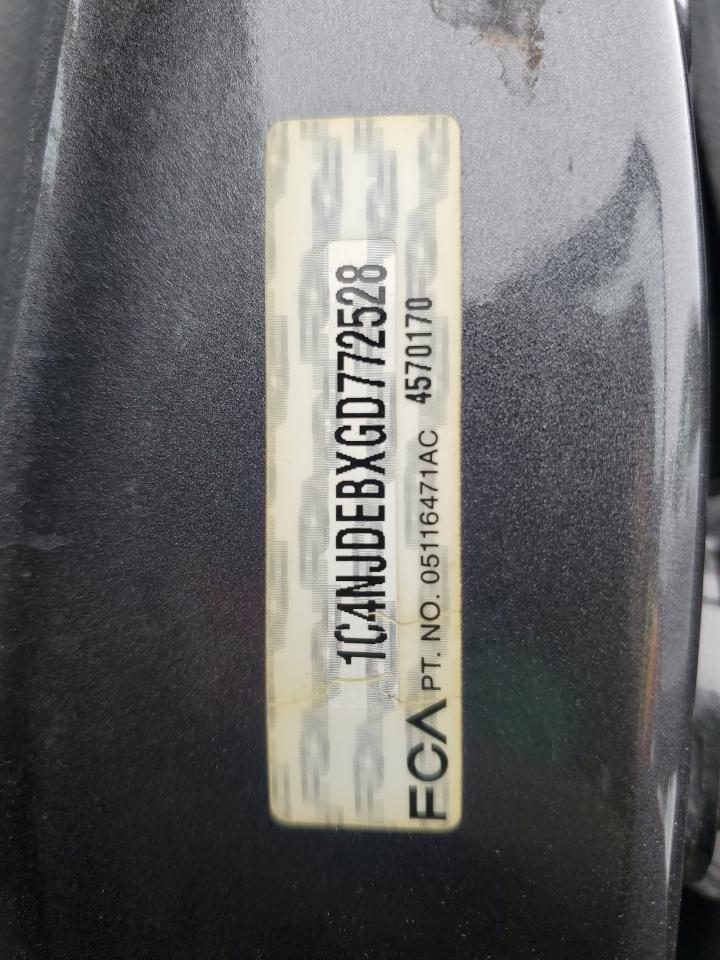 1C4NJDEBXGD772528
FCA PT. NO. 05116471AC 4570170